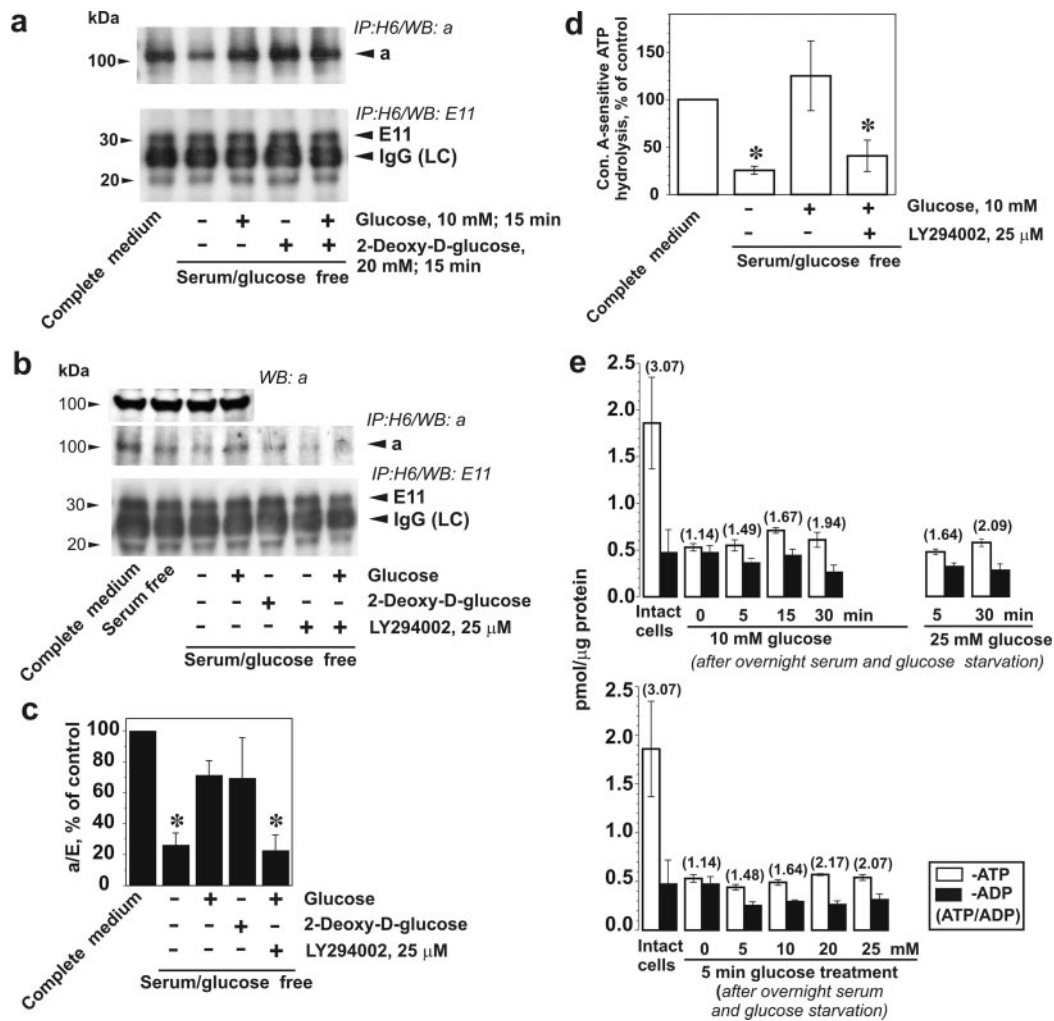 a
kDa
IP:H6/WB: a
100
a
IP:H6/WB: E11
30
E11
IgG (LC)
20
- + - + Glucose, 10 mM; 15 min
- - + + 2-Deoxy-D-glucose,
20 mM; 15 min
Complete medium
Serum/glucose free
b
kDa
WB: a
100
IP:H6/WB: a
100
a
IP:H6/WB: E11
30
E11
IgG (LC)
20
- + - - + Glucose
- - + - - 2-Deoxy-D-glucose
- - - + + LY294002, 25 μM
Complete medium
Serum free
Serum/glucose free
c
a/E, % of control
100
80
60
40
20
0
*
*
- + - + Glucose
- - + - 2-Deoxy-D-glucose
- - - + LY294002, 25 μM
Complete medium
Serum/glucose free
d
Con. A-sensitive ATP
hydrolysis, % of control
150
100
50
0
*
*
- + + Glucose, 10 mM
- - + LY294002, 25 μM
Complete medium
Serum/glucose free
e
pmol/μg protein
2.5
2.0
1.5
1.0
0.5
0.0
(3.07)
(1.14) (1.49) (1.67) (1.94) (1.64) (2.09)
Intact
cells
0 5 15 30 min 5 30 min
10 mM glucose 25 mM glucose
(after overnight serum and glucose starvation)
2.5
2.0
1.5
1.0
0.5
0.0
(3.07)
(1.14) (1.48) (1.64) (2.17) (2.07)
Intact
cells
0 5 10 20 25 mM
5 min glucose treatment
(after overnight serum
and glucose starvation)
-ATP
-ADP
(ATP/ADP)